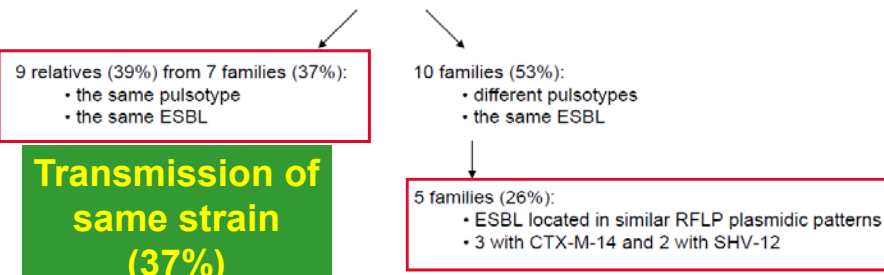 9 relatives (39%) from 7 families (37%):
• the same pulsotype
• the same ESBL
10 families (53%):
• different pulsotypes
• the same ESBL
Transmission of
same strain
(37%)
5 families (26%):
• ESBL located in similar RFLP plasmidic patterns
• 3 with CTX-M-14 and 2 with SHV-12